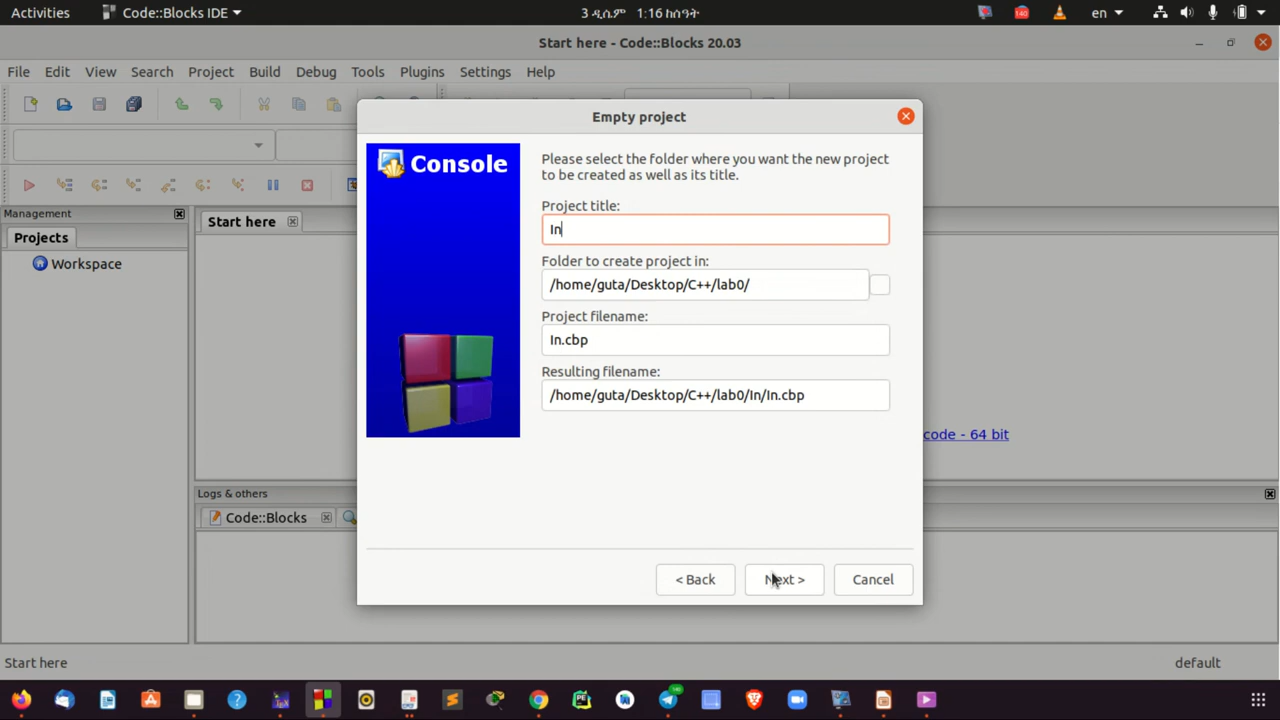 Activities Code::Blocks IDE 3 ዲሴም 1:16 ከሰዓት 140 en
Start here - Code::Blocks 20.03
File Edit View Search Project Build Debug Tools Plugins Settings Help
Empty project
Console
Please select the folder where you want the new project
to be created as well as its title.
Project title:
In
Folder to create project in:
/home/guta/Desktop/C++/lab0/
Project filename:
In.cbp
Resulting filename:
/home/guta/Desktop/C++/lab0/In/In.cbp
< Back Next > Cancel
Management
Projects
Workspace
Start here
code - 64 bit
Logs & others
Code::Blocks
Start here default